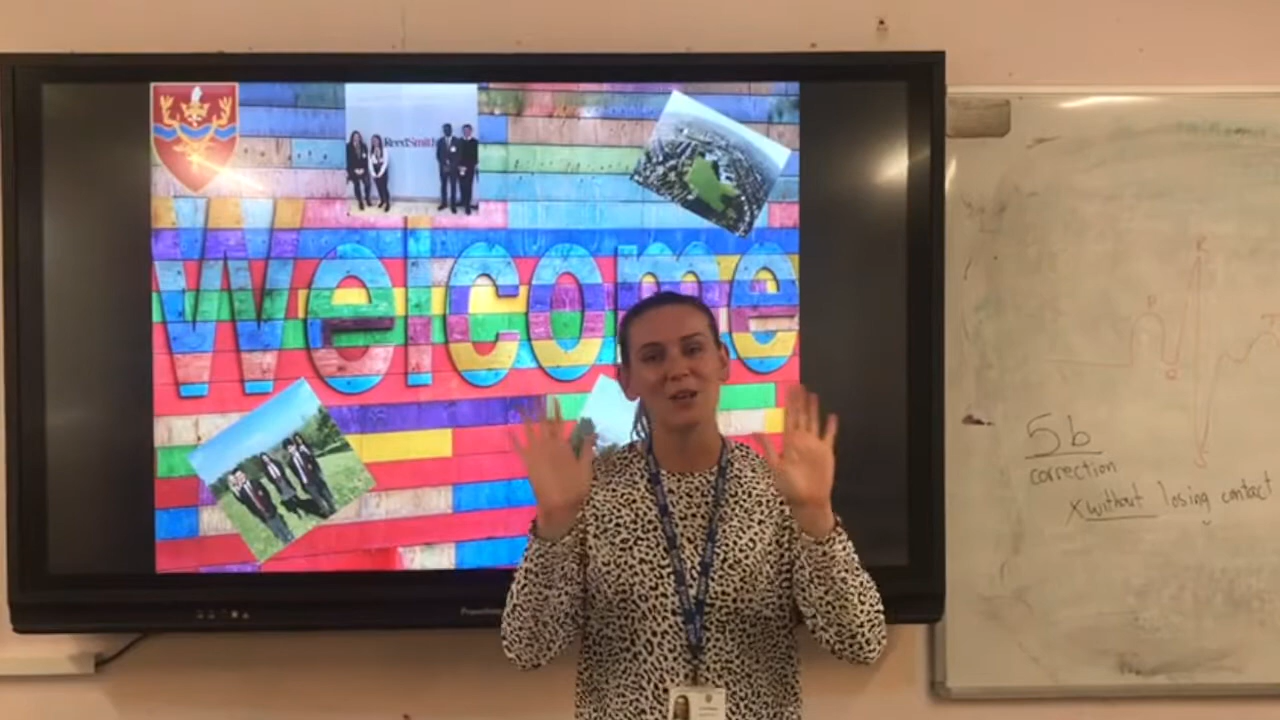 ReedSmith
Welcome
5b
correction
x without losing contact
R
P
Q